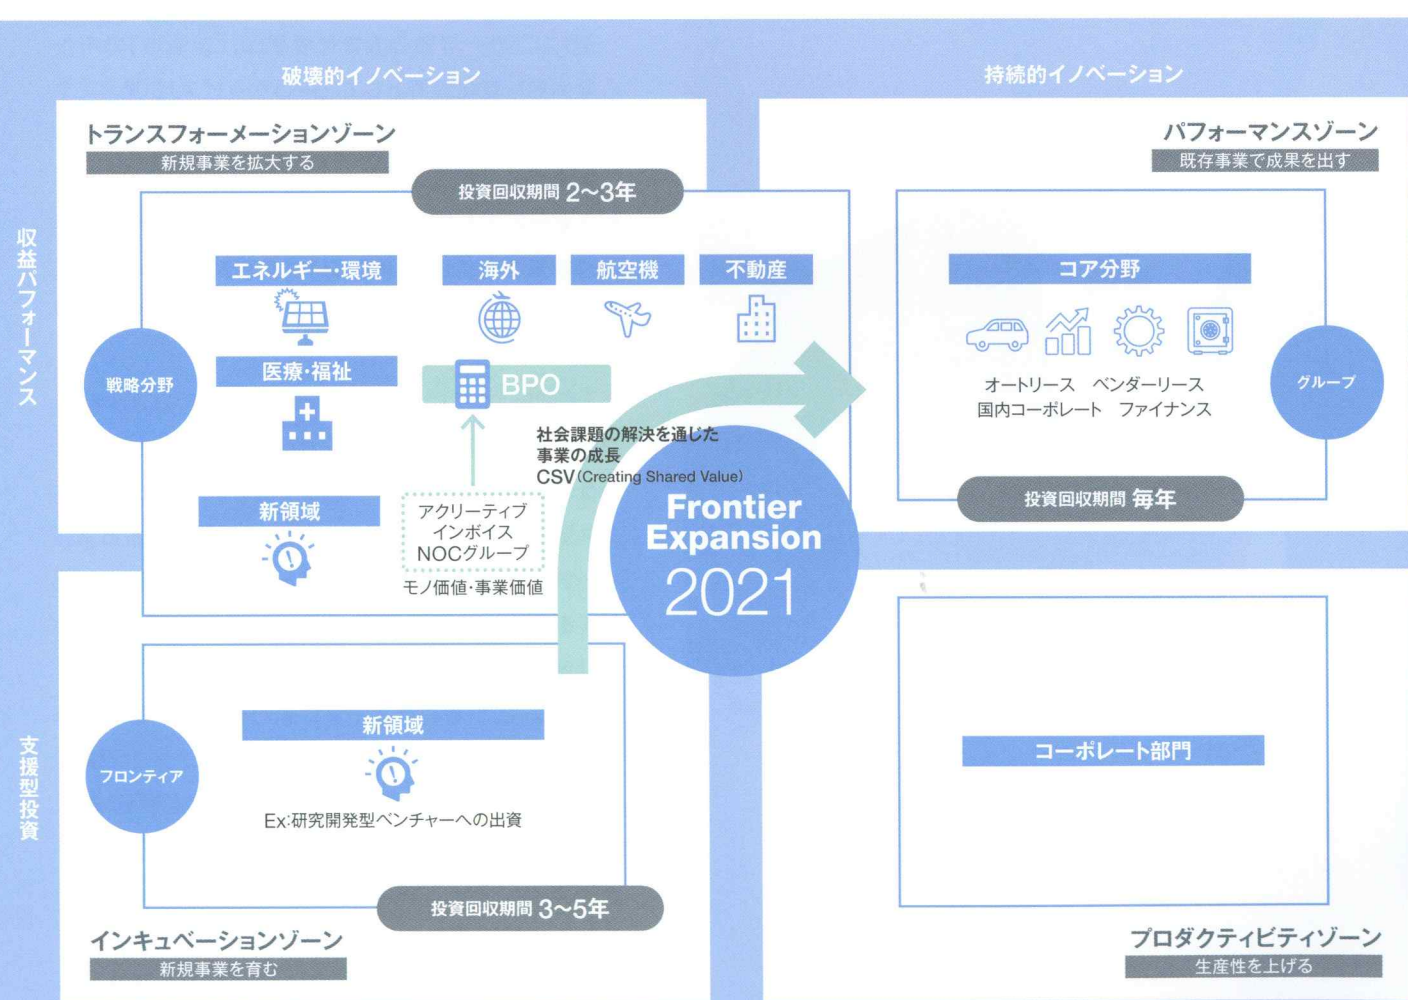 破壊的イノベーション
持続的イノベーション
収益パフォーマンス
支援型投資
トランスフォーメーションゾーン
新規事業を拡大する
投資回収期間 2〜3年
エネルギー・環境
海外
航空機
不動産
戦略分野
医療・福祉
BPO
新領域
アクリーティブ
インボイス
NOCグループ
モノ価値・事業価値
社会課題の解決を通じた
事業の成長
CSV(Creating Shared Value)
Frontier
Expansion
2021
パフォーマンスゾーン
既存事業で成果を出す
コア分野
オートリース ベンダーリース
国内コーポレート ファイナンス
グループ
投資回収期間 毎年
フロンティア
新領域
Ex:研究開発型ベンチャーへの出資
投資回収期間 3〜5年
インキュベーションゾーン
新規事業を育む
コーポレート部門
プロダクティビティゾーン
生産性を上げる